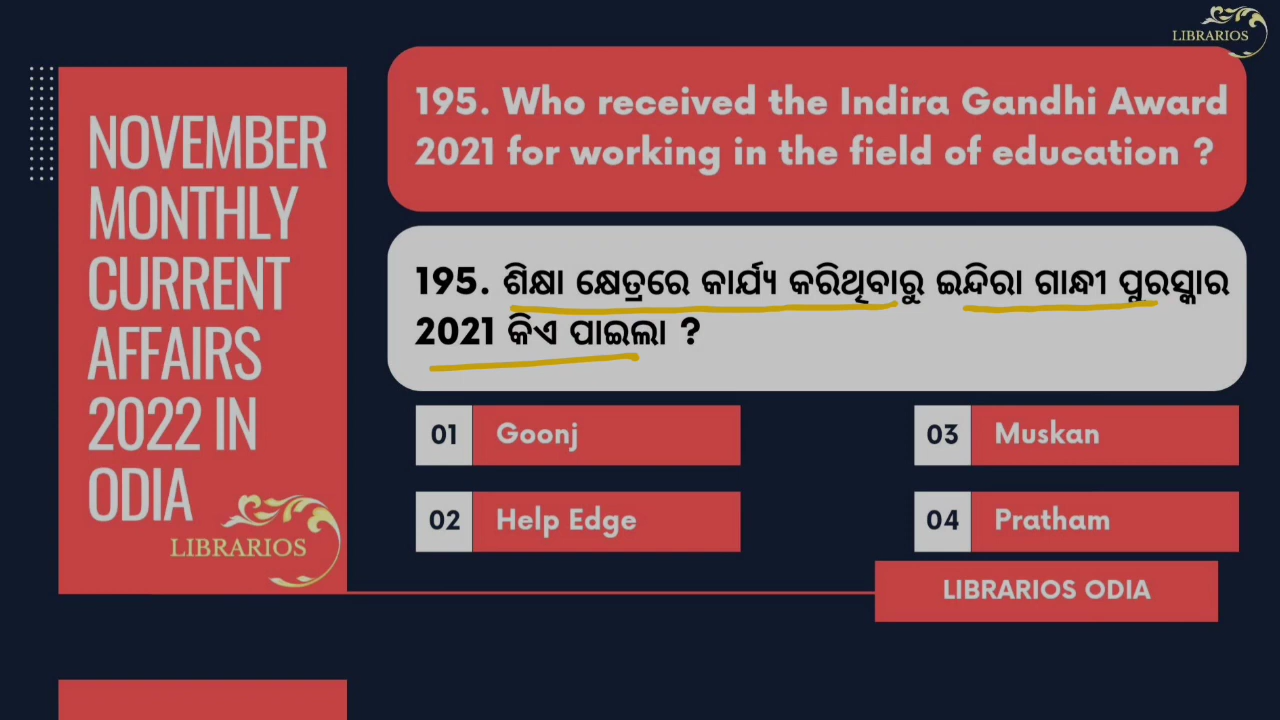 LIBRARIOS
NOVEMBER
MONTHLY
CURRENT
AFFAIRS
2022 IN
ODIA
LIBRARIOS
195. Who received the Indira Gandhi Award
2021 for working in the field of education ?
195. ଶିକ୍ଷା କ୍ଷେତ୍ରରେ କାର୍ଯ୍ୟ କରିଥିବାରୁ ଇନ୍ଦିରା ଗାନ୍ଧୀ ପୁରସ୍କାର
2021 କିଏ ପାଇଲା ?
01 Goonj
02 Help Edge
03 Muskan
04 Pratham
LIBRARIOS ODIA